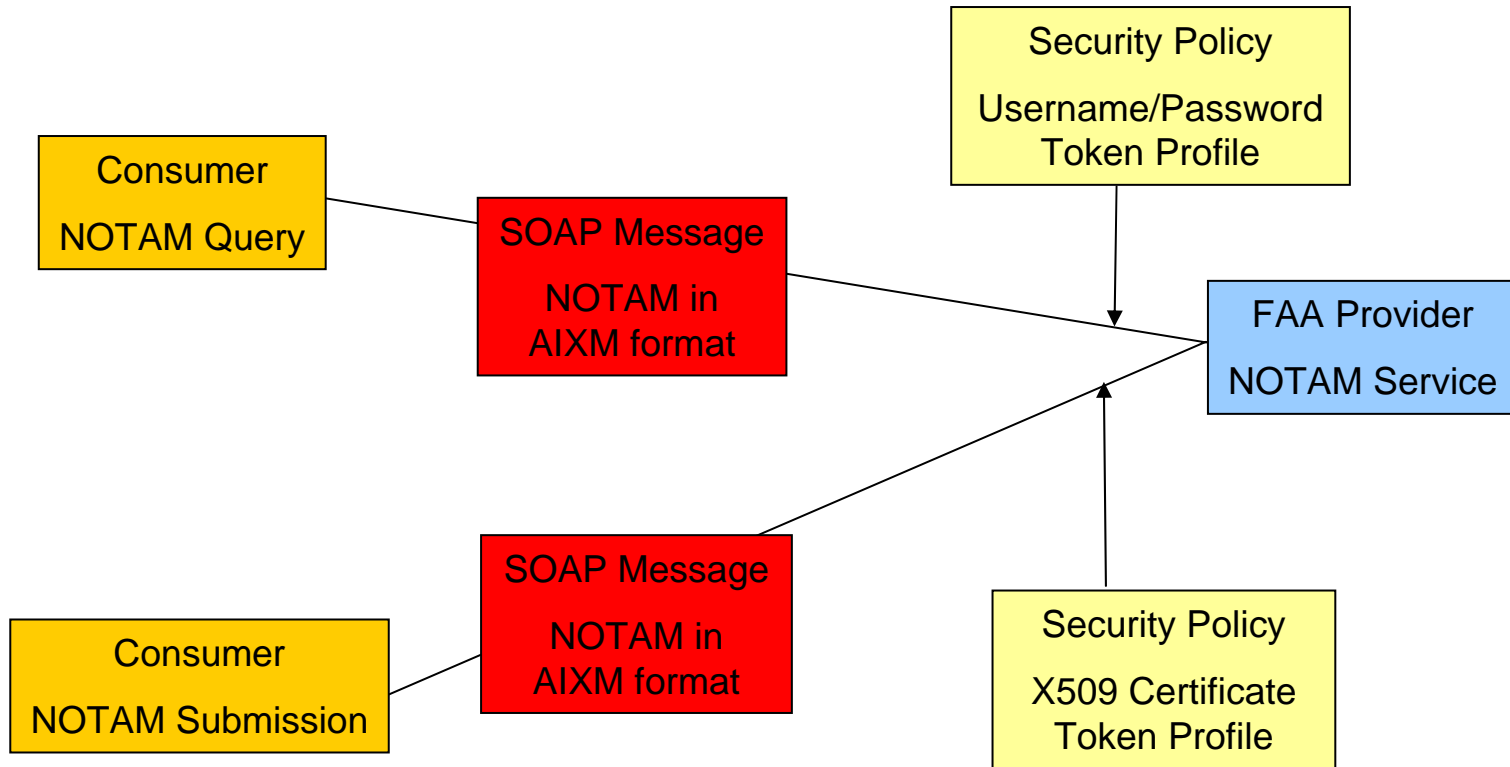 Security Policy
Username/Password
Token Profile
Consumer
NOTAM Query
SOAP Message
NOTAM in
AIXM format
FAA Provider
NOTAM Service
SOAP Message
NOTAM in
AIXM format
Consumer
NOTAM Submission
Security Policy
X509 Certificate
Token Profile